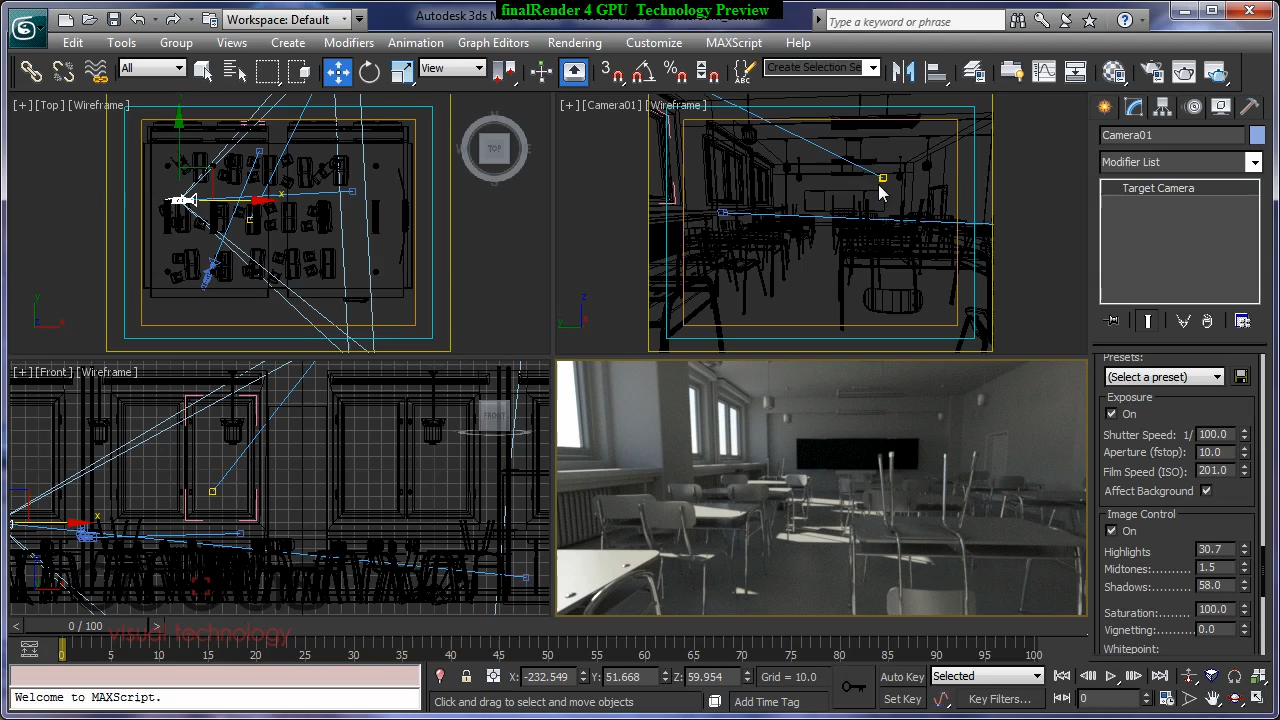 finalRender 4 GPU Technology Preview
Workspace: Default
Autodesk 3ds M
Type a keyword or phrase
Edit Tools Group Views Create Modifiers Animation Graph Editors Rendering Customize MAXScript Help
All View Create Selection Se
[+][Top][Wireframe]
[+][Camera01][Wireframe]
TOP
Camera01
Modifier List
Target Camera
[+][Front][Wireframe]
FRONT
Presets:
(Select a preset)
Exposure
On
Shutter Speed: 1/ 100.0
Aperture (fstop): 10.0
Film Speed (ISO): 201.0
Affect Background
Image Control
On
Highlights 30.7
Midtones:.......... 1.5
Shadows:.......... 58.0
Saturation:......... 100.0
Vignetting:......... 0.0
Whitepoint:
< 0 / 100 >
visual technology
0 5 10 15 20 25 30 35 40 45 50 55 60 65 70 75 80 85 90 95 100
X: -232.549 Y: 51.668 Z: 59.954 Grid = 10.0 Auto Key Selected
Welcome to MAXScript.
Click and drag to select and move objects Add Time Tag Set Key Key Filters... 0